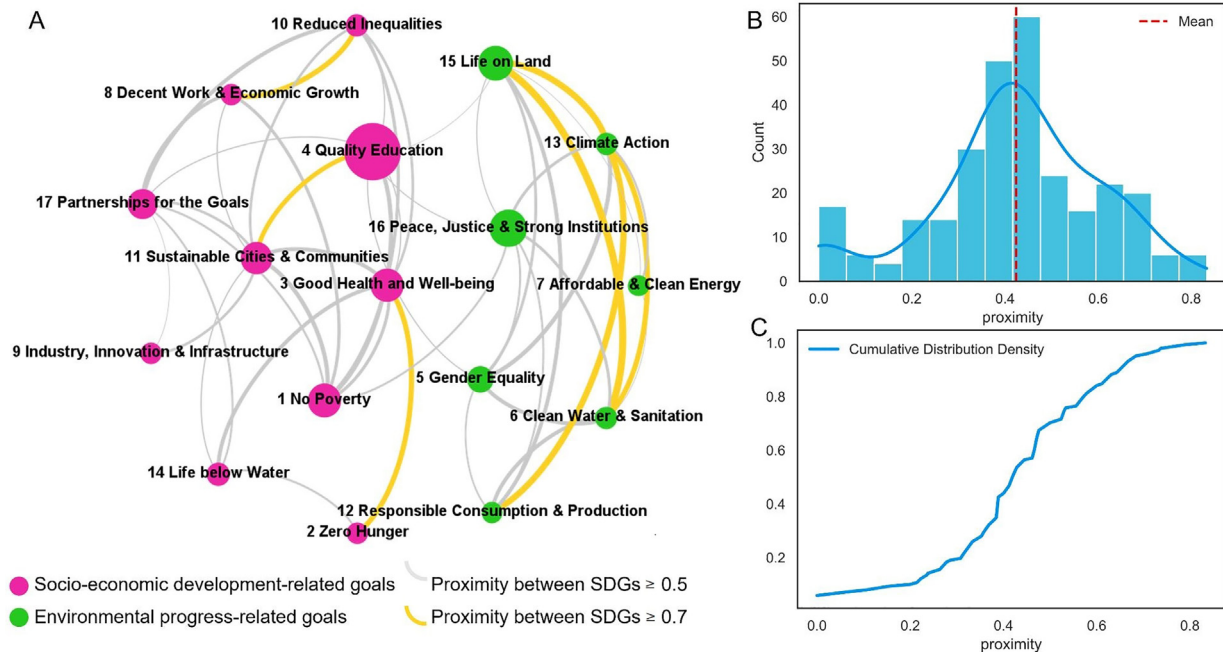 A
10 Reduced Inequalities
15 Life on Land
8 Decent Work & Economic Growth
13 Climate Action
4 Quality Education
17 Partnerships for the Goals
16 Peace, Justice & Strong Institutions
11 Sustainable Cities & Communities
3 Good Health and Well-being
7 Affordable & Clean Energy
9 Industry, Innovation & Infrastructure
5 Gender Equality
1 No Poverty
6 Clean Water & Sanitation
14 Life below Water
12 Responsible Consumption & Production
2 Zero Hunger
Socio-economic development-related goals
Proximity between SDGs ≥ 0.5
Environmental progress-related goals
Proximity between SDGs ≥ 0.7
B
Mean
Count
60
50
40
30
20
10
0
0.0 0.2 0.4 0.6 0.8
proximity
C
Cumulative Distribution Density
1.0
0.8
0.6
0.4
0.2
0.0 0.2 0.4 0.6 0.8
proximity